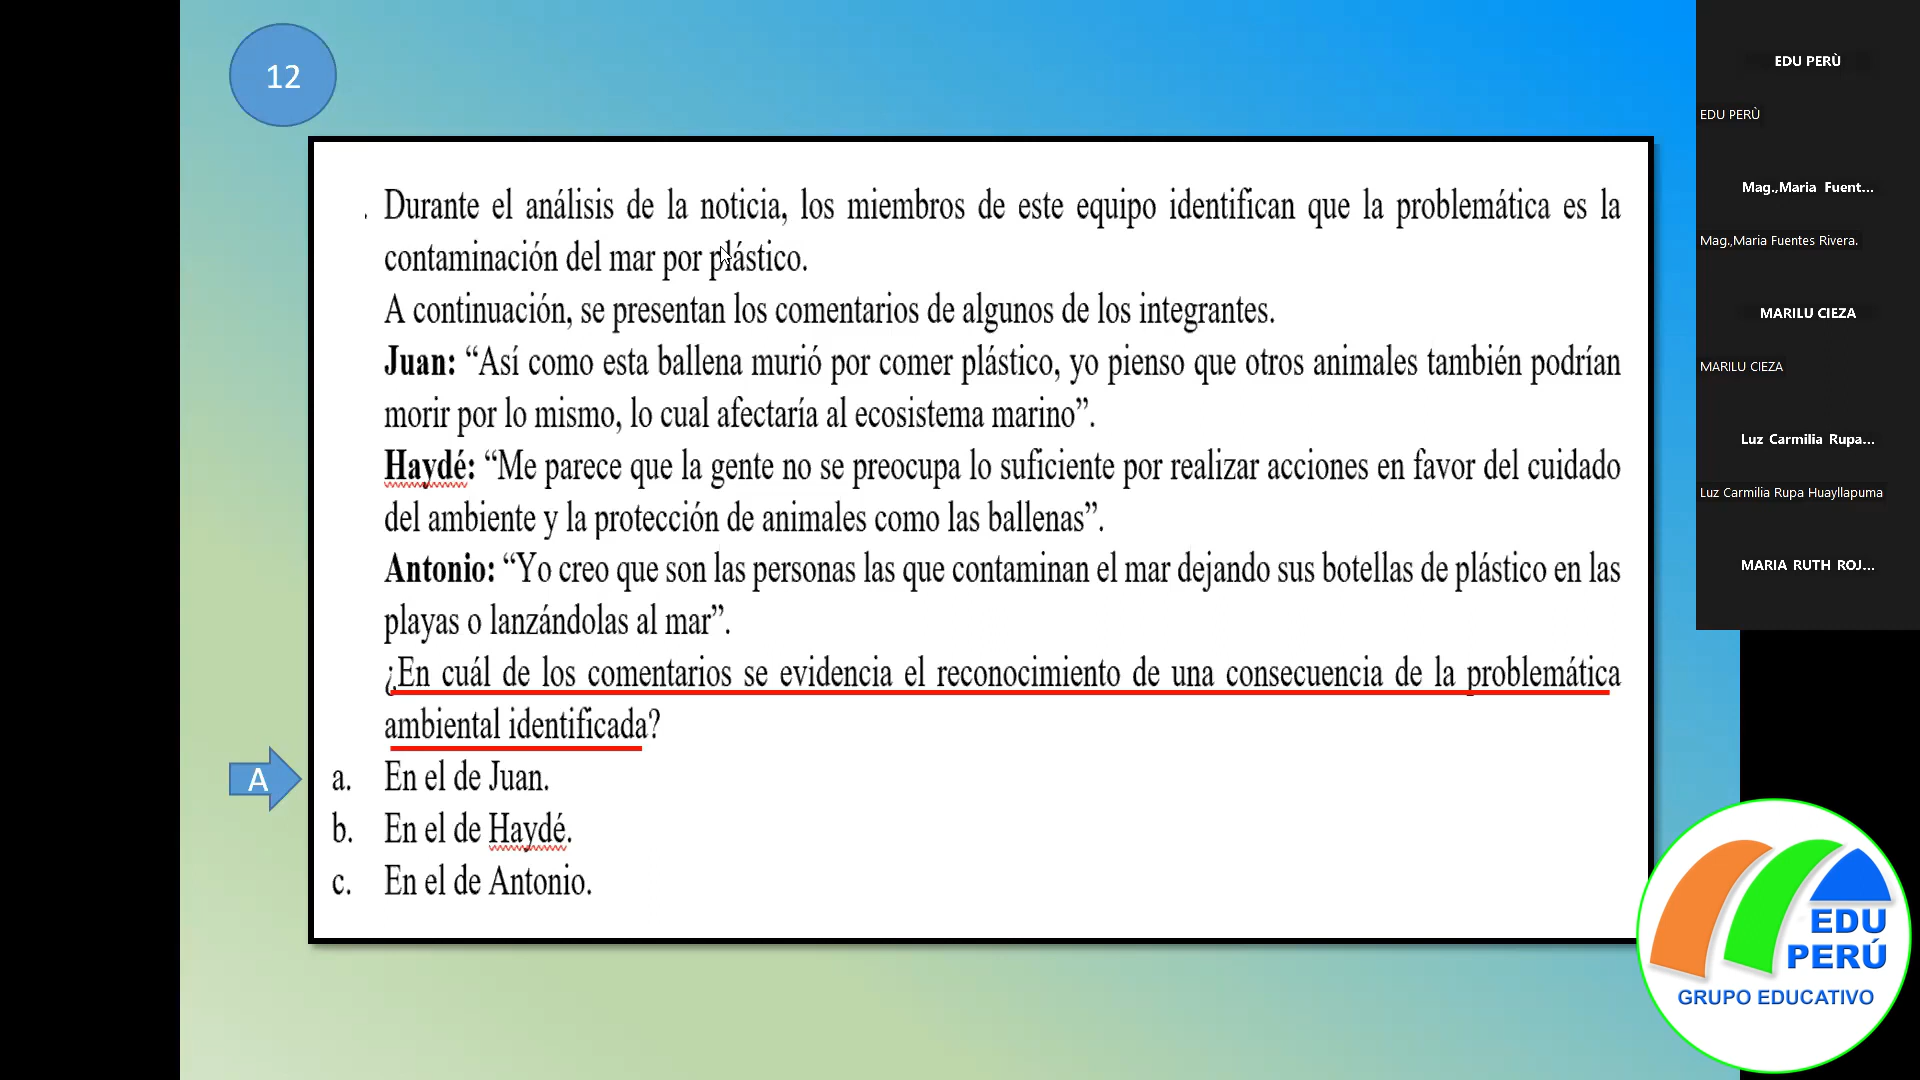 12
. Durante el análisis de la noticia, los miembros de este equipo identifican que la problemática es la
contaminación del mar por plástico.
A continuación, se presentan los comentarios de algunos de los integrantes.
Juan: “Así como esta ballena murió por comer plástico, yo pienso que otros animales también podrían
morir por lo mismo, lo cual afectaría al ecosistema marino”.
Haydé: “Me parece que la gente no se preocupa lo suficiente por realizar acciones en favor del cuidado
del ambiente y la protección de animales como las ballenas”.
Antonio: “Yo creo que son las personas las que contaminan el mar dejando sus botellas de plástico en las
playas o lanzándolas al mar”.
¿En cuál de los comentarios se evidencia el reconocimiento de una consecuencia de la problemática
ambiental identificada?
A
a. En el de Juan.
b. En el de Haydé.
c. En el de Antonio.
EDU PERÙ
EDU PERÙ
Mag.,Maria Fuent...
Mag.,Maria Fuentes Rivera.
MARILU CIEZA
MARILU CIEZA
Luz Carmilia Rupa...
Luz Carmilia Rupa Huayllapuma
MARIA RUTH ROJ...
EDU
PERÚ
GRUPO EDUCATIVO